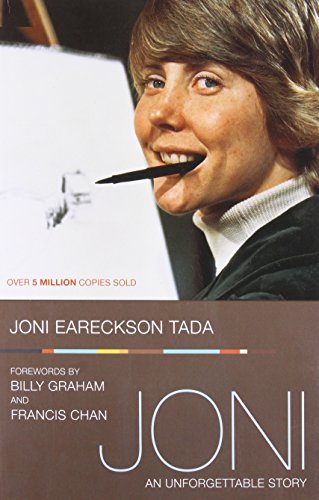 OVER 5 MILLION COPIES SOLD
JONI EARECKSON TADA
FOREWORDS BY
BILLY GRAHAM
AND
FRANCIS CHAN
JONI
AN UNFORGETTABLE STORY